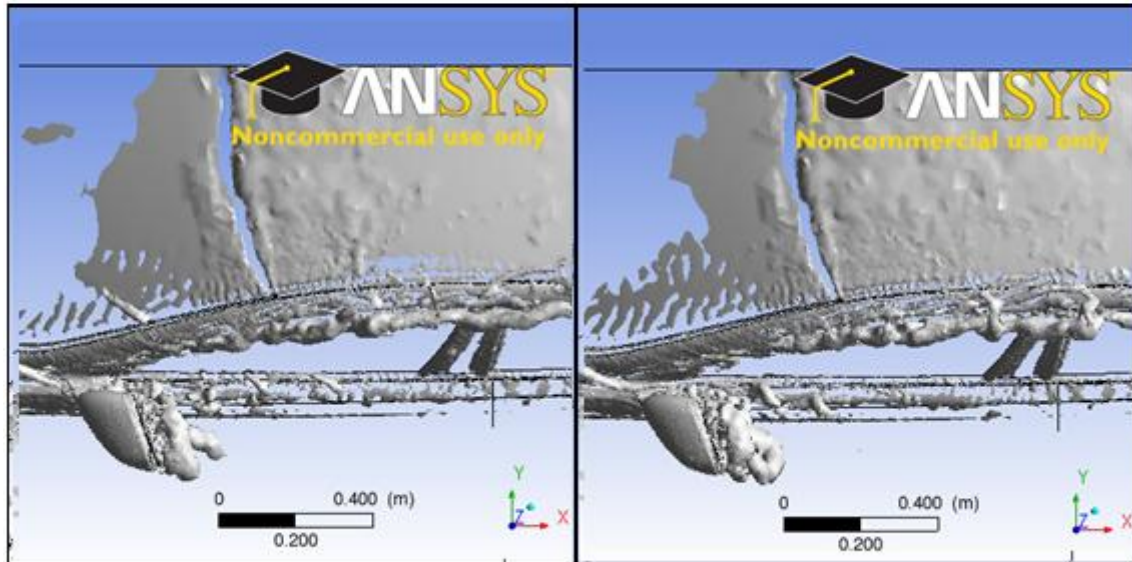 ANSYS
Noncommercial use only
0 0.400 (m)
0.200
Y
Z X
ANSYS
Noncommercial use only
0 0.400 (m)
0.200
Y
Z X